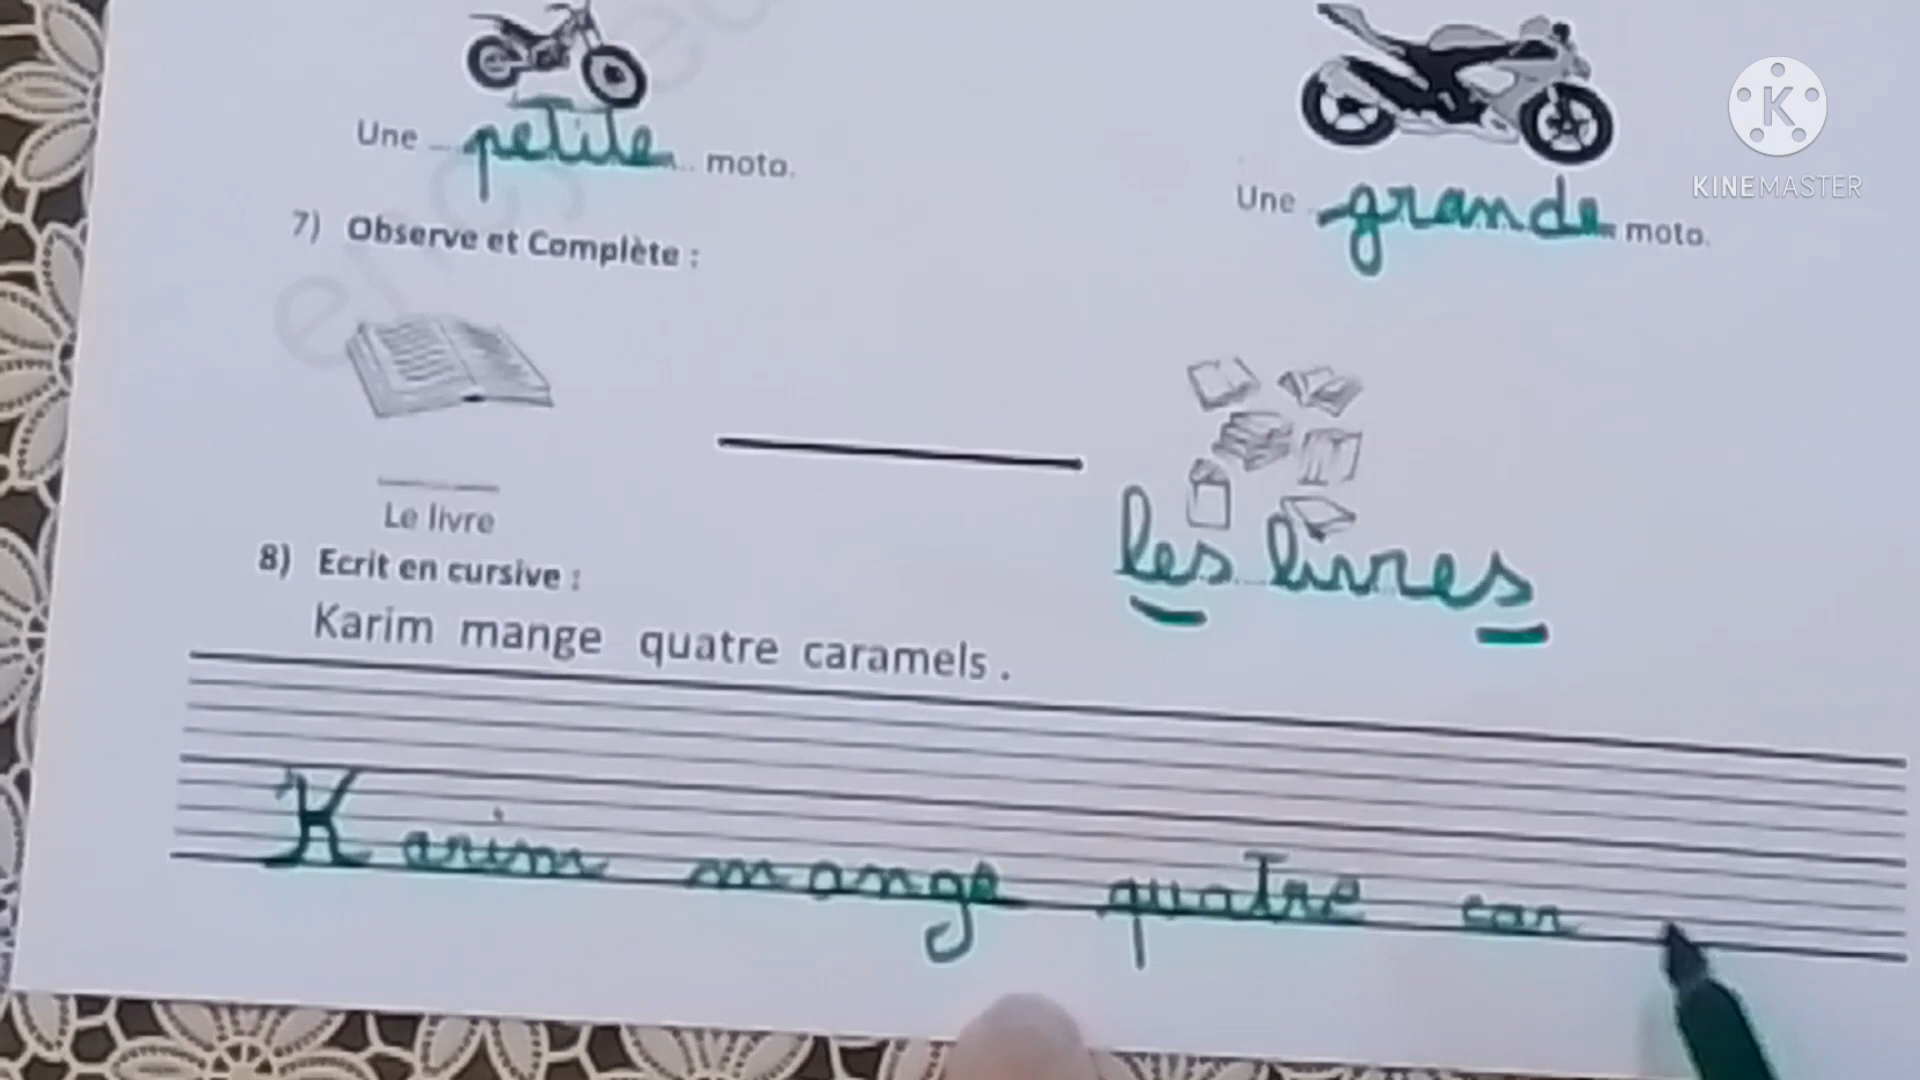 Une petite moto.
Une grande moto.
KINEMASTER
7) Observe et Complète :
Le livre
les livres
8) Ecrit en cursive :
Karim mange quatre caramels .
Karim mange quatre car